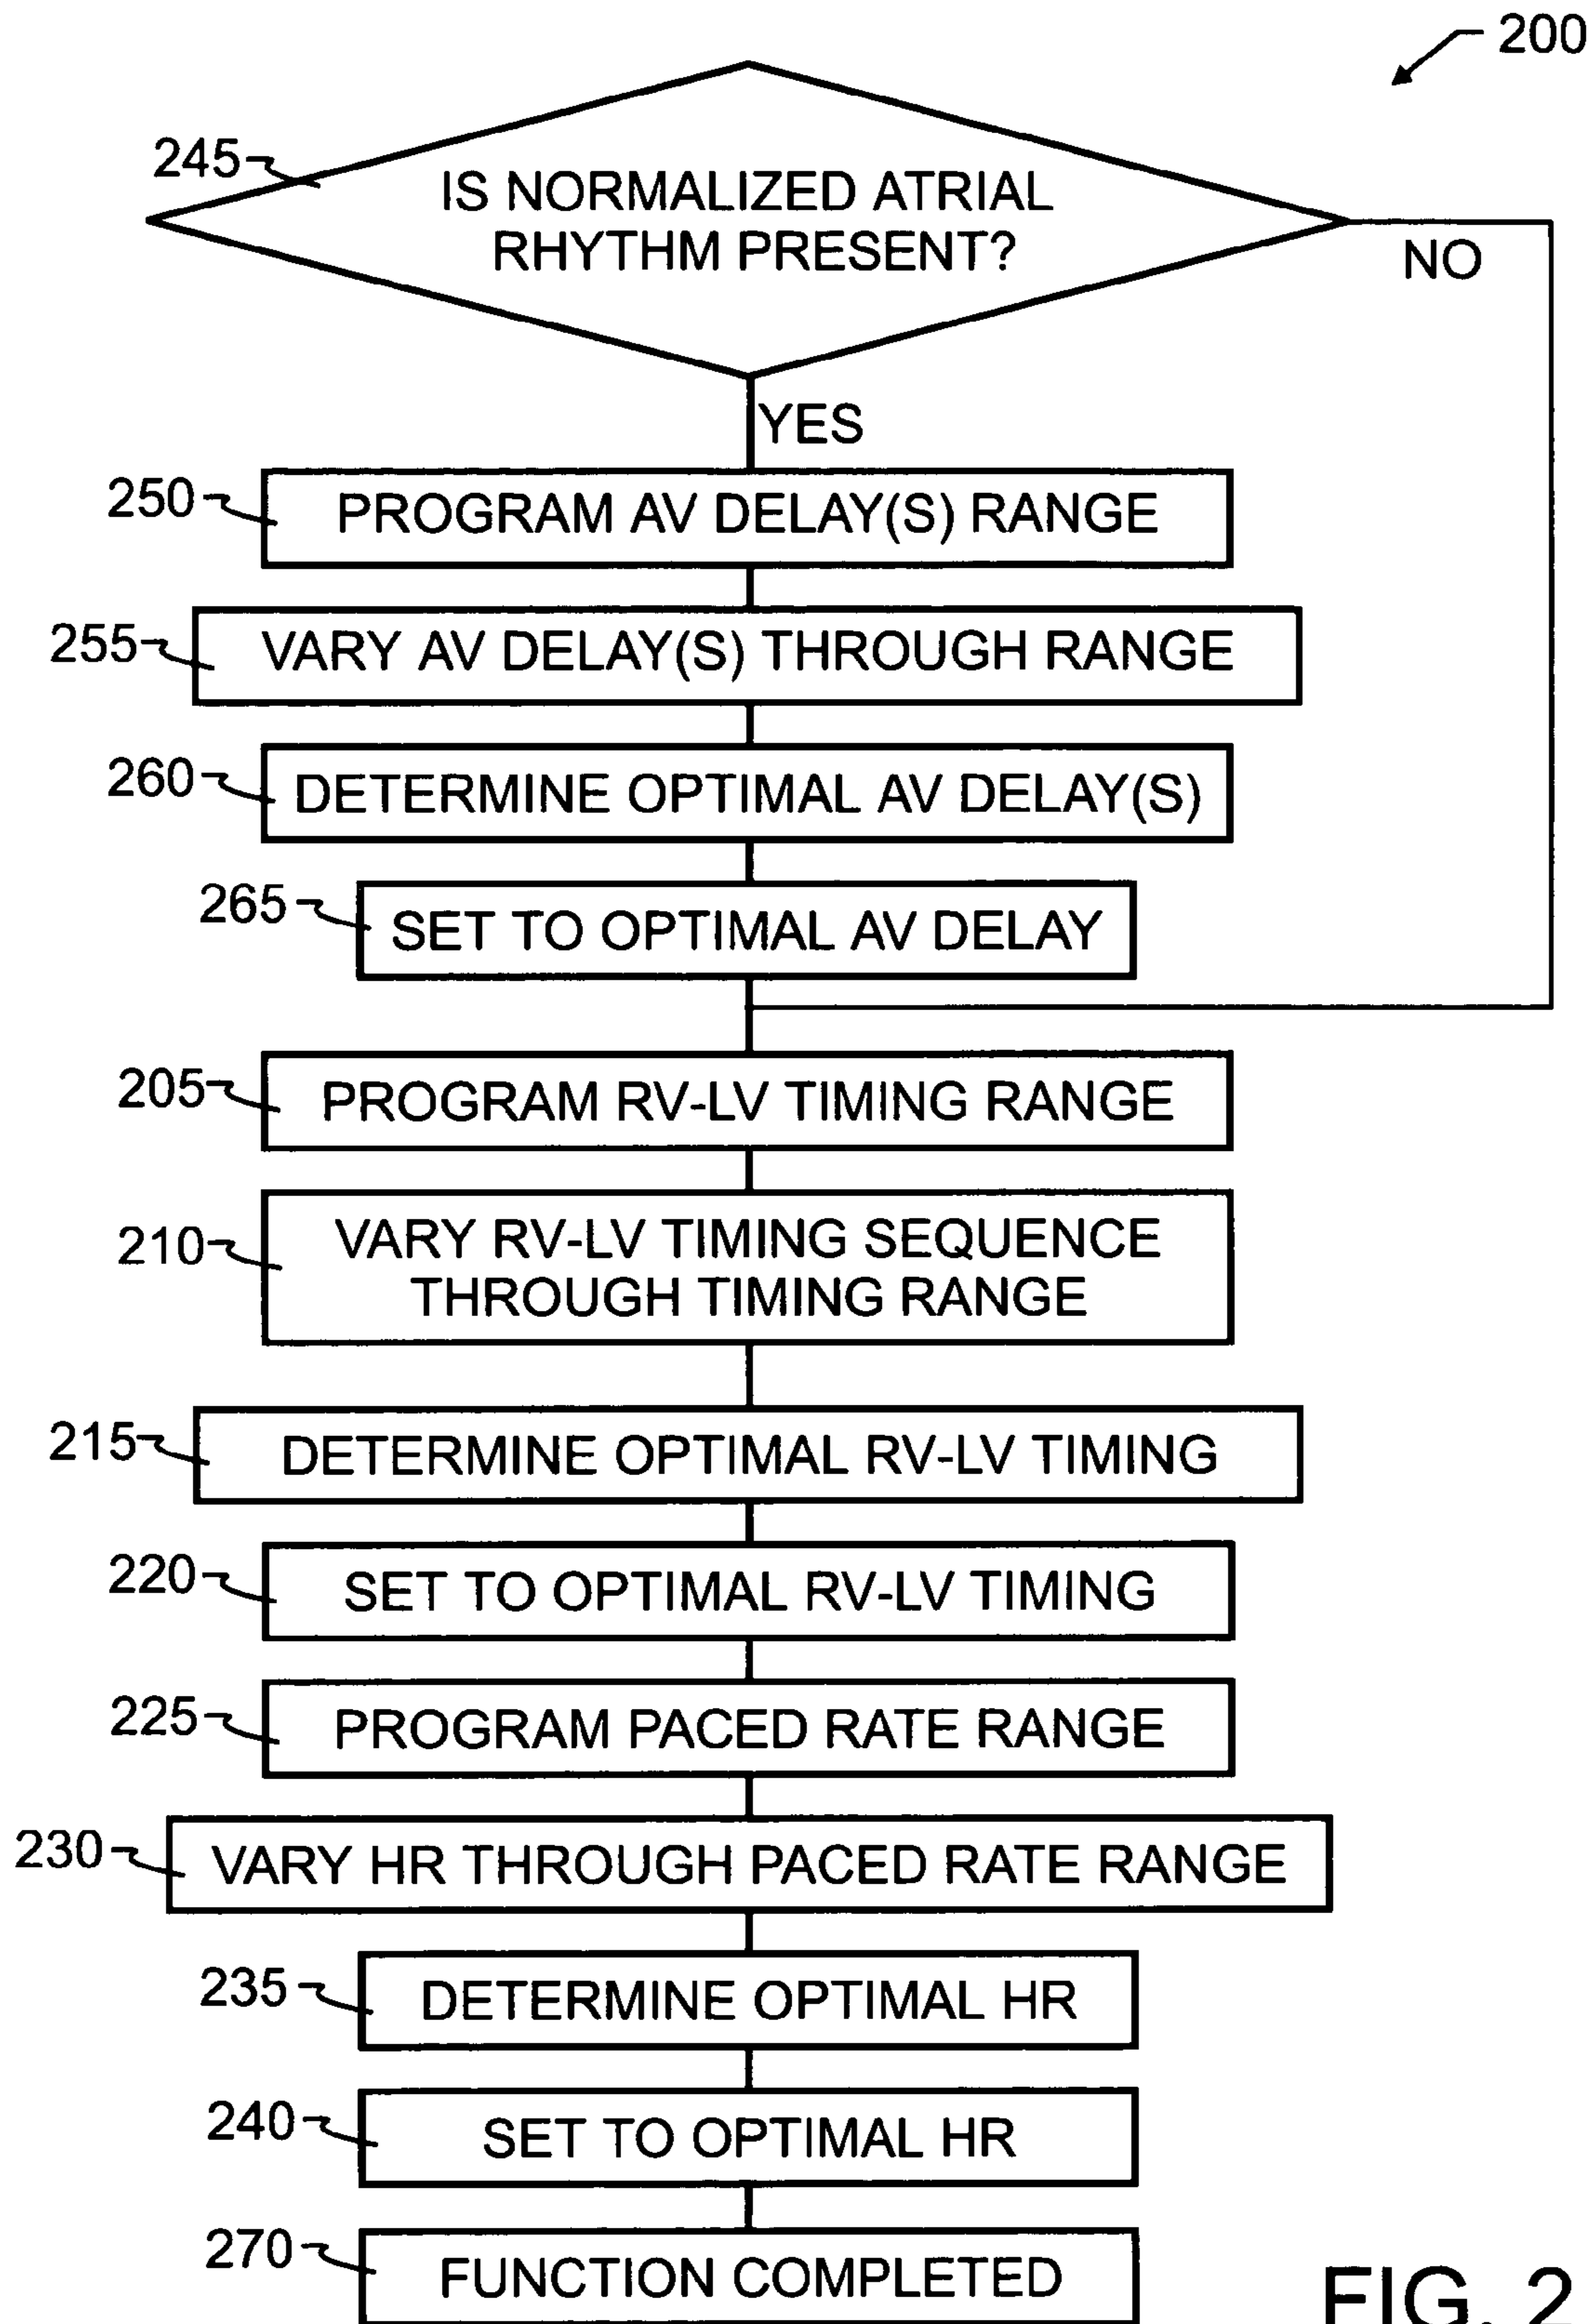 200
245
IS NORMALIZED ATRIAL
RHYTHM PRESENT?
NO
YES
250
PROGRAM AV DELAY(S) RANGE
255
VARY AV DELAY(S) THROUGH RANGE
260
DETERMINE OPTIMAL AV DELAY(S)
265
SET TO OPTIMAL AV DELAY
205
PROGRAM RV-LV TIMING RANGE
210
VARY RV-LV TIMING SEQUENCE
THROUGH TIMING RANGE
215
DETERMINE OPTIMAL RV-LV TIMING
220
SET TO OPTIMAL RV-LV TIMING
225
PROGRAM PACED RATE RANGE
230
VARY HR THROUGH PACED RATE RANGE
235
DETERMINE OPTIMAL HR
240
SET TO OPTIMAL HR
270
FUNCTION COMPLETED
FIG. 2